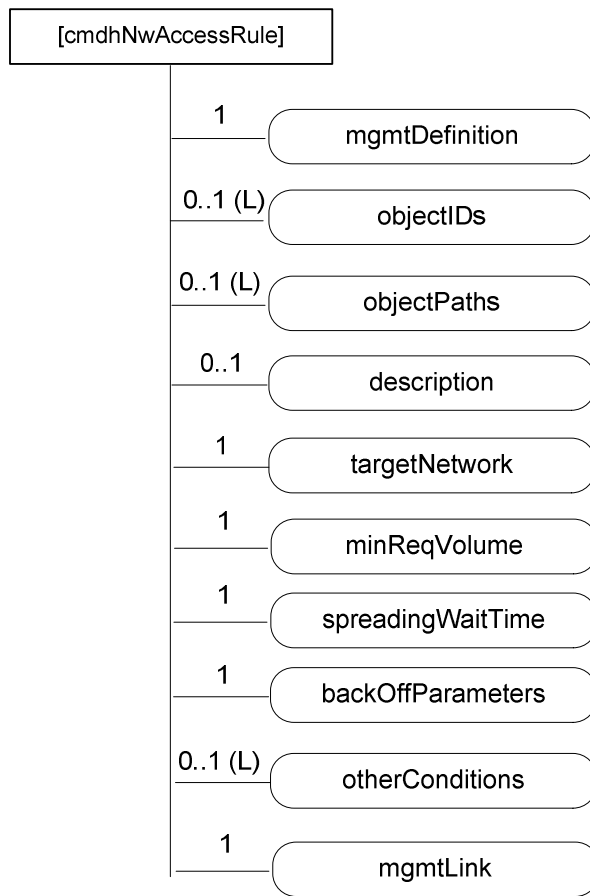 [cmdhNwAccessRule]
1
mgmtDefinition
0..1 (L)
objectIDs
0..1 (L)
objectPaths
0..1
description
1
targetNetwork
1
minReqVolume
1
spreadingWaitTime
1
backOffParameters
0..1 (L)
otherConditions
1
mgmtLink